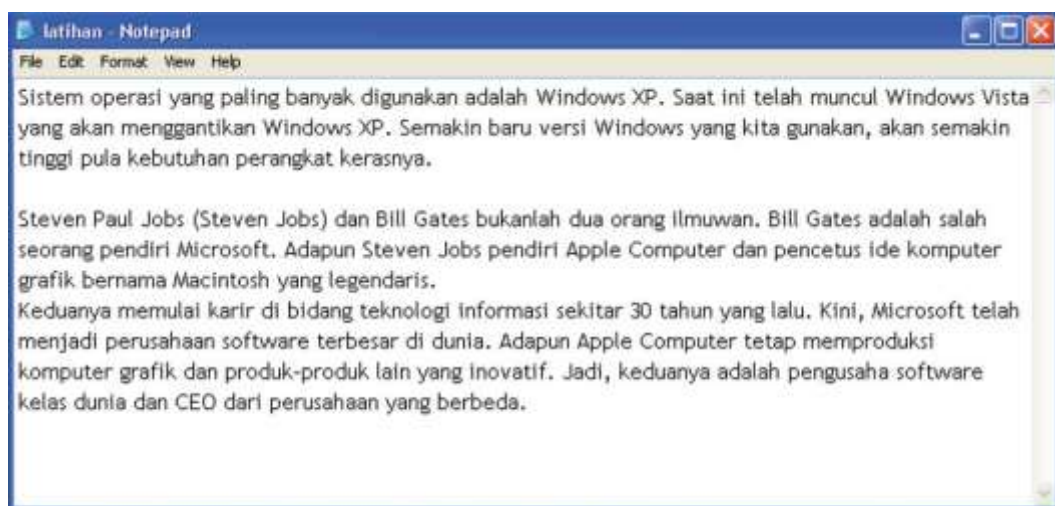 latihan - Notepad
File Edit Format View Help
Sistem operasi yang paling banyak digunakan adalah Windows XP. Saat ini telah muncul Windows Vista
yang akan menggantikan Windows XP. Semakin baru versi Windows yang kita gunakan, akan semakin
tinggi pula kebutuhan perangkat kerasnya.
Steven Paul Jobs (Steven Jobs) dan Bill Gates bukanlah dua orang ilmuwan. Bill Gates adalah salah
seorang pendiri Microsoft. Adapun Steven Jobs pendiri Apple Computer dan pencetus ide komputer
grafik bernama Macintosh yang legendaris.
Keduanya memulai karir di bidang teknologi informasi sekitar 30 tahun yang lalu. Kini, Microsoft telah
menjadi perusahaan software terbesar di dunia. Adapun Apple Computer tetap memproduksi
komputer grafik dan produk-produk lain yang inovatif. Jadi, keduanya adalah pengusaha software
kelas dunia dan CEO dari perusahaan yang berbeda.